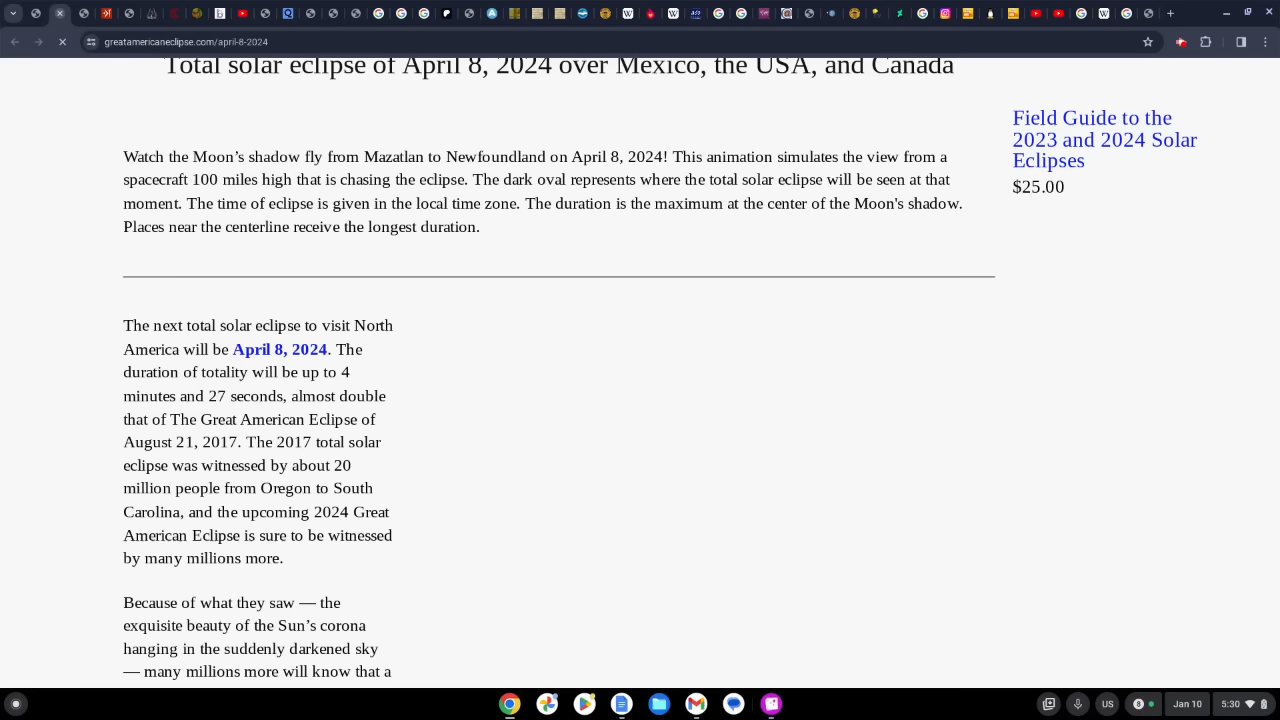 greatamericaneclipse.com/april-8-2024
Total solar eclipse of April 8, 2024 over Mexico, the USA, and Canada
Watch the Moon’s shadow fly from Mazatlan to Newfoundland on April 8, 2024! This animation simulates the view from a
spacecraft 100 miles high that is chasing the eclipse. The dark oval represents where the total solar eclipse will be seen at that
moment. The time of eclipse is given in the local time zone. The duration is the maximum at the center of the Moon's shadow.
Places near the centerline receive the longest duration.
Field Guide to the
2023 and 2024 Solar
Eclipses
$25.00
The next total solar eclipse to visit North
America will be April 8, 2024. The
duration of totality will be up to 4
minutes and 27 seconds, almost double
that of The Great American Eclipse of
August 21, 2017. The 2017 total solar
eclipse was witnessed by about 20
million people from Oregon to South
Carolina, and the upcoming 2024 Great
American Eclipse is sure to be witnessed
by many millions more.
Because of what they saw — the
exquisite beauty of the Sun’s corona
hanging in the suddenly darkened sky
— many millions more will know that a
US
8
Jan 10
5:30